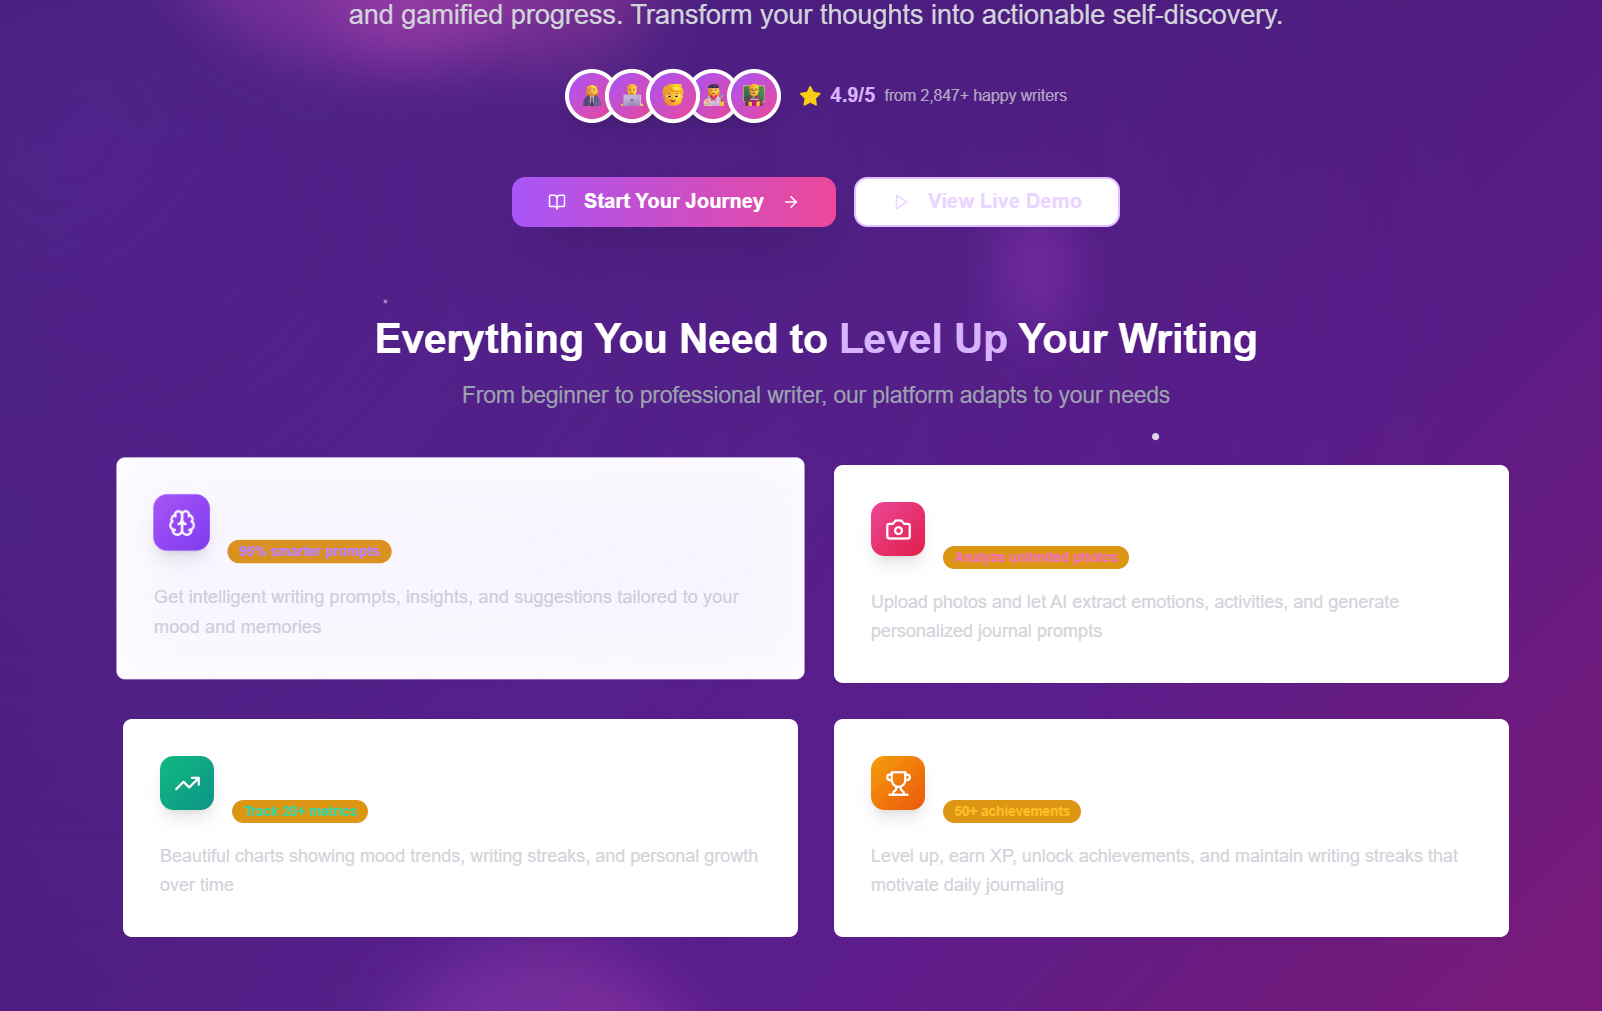 and gamified progress. Transform your thoughts into actionable self-discovery.
4.9/5 from 2,847+ happy writers
Start Your Journey
View Live Demo
Everything You Need to Level Up Your Writing
From beginner to professional writer, our platform adapts to your needs
95% smarter prompts
Get intelligent writing prompts, insights, and suggestions tailored to your
mood and memories
Analyze unlimited photos
Upload photos and let AI extract emotions, activities, and generate
personalized journal prompts
Track 20+ metrics
Beautiful charts showing mood trends, writing streaks, and personal growth
over time
50+ achievements
Level up, earn XP, unlock achievements, and maintain writing streaks that
motivate daily journaling